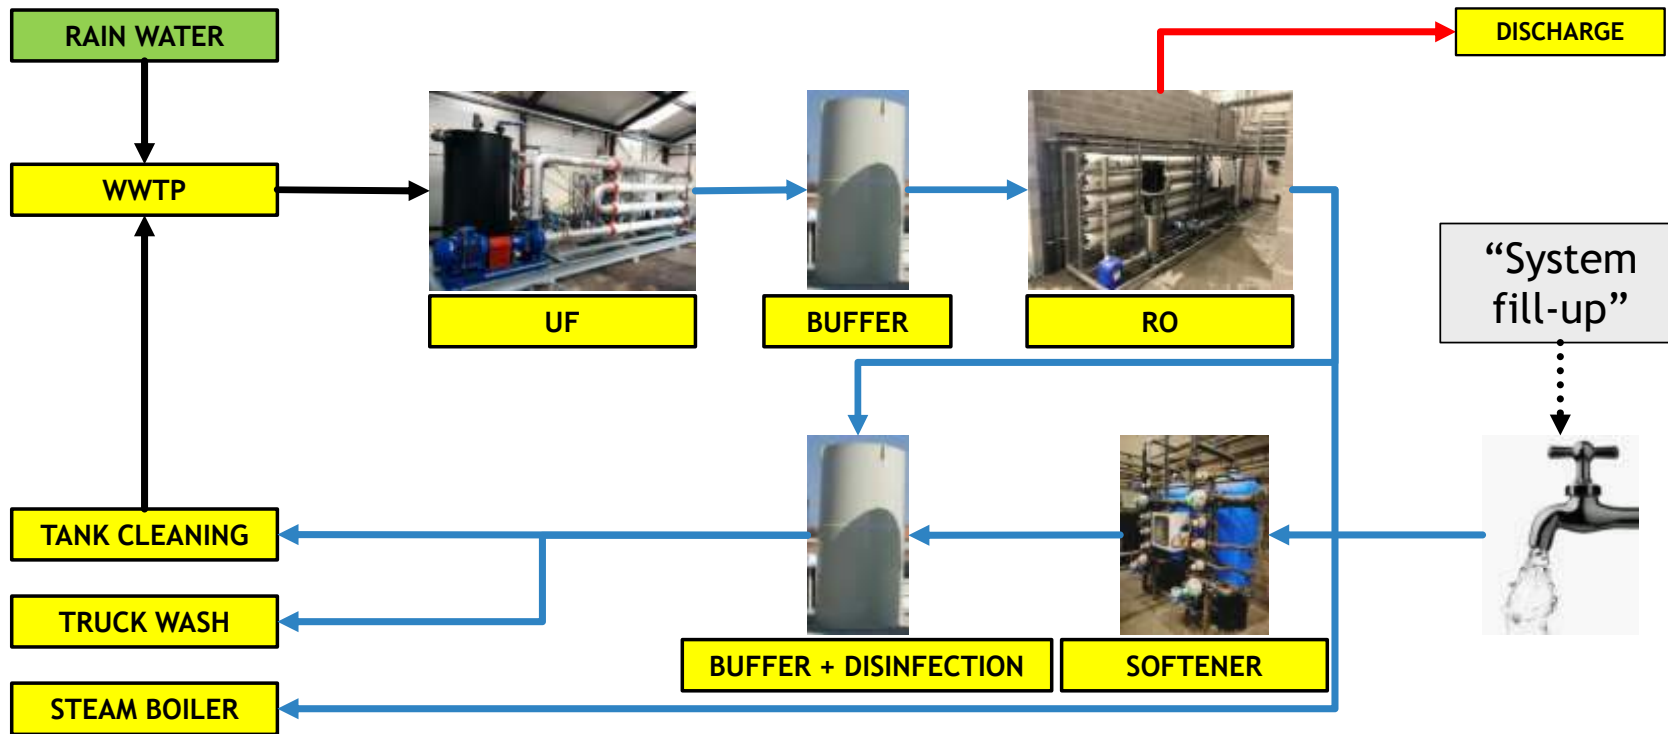 RAIN WATER
DISCHARGE
WWTP
UF
BUFFER
RO
“System
fill-up”
TANK CLEANING
TRUCK WASH
BUFFER + DISINFECTION
SOFTENER
STEAM BOILER